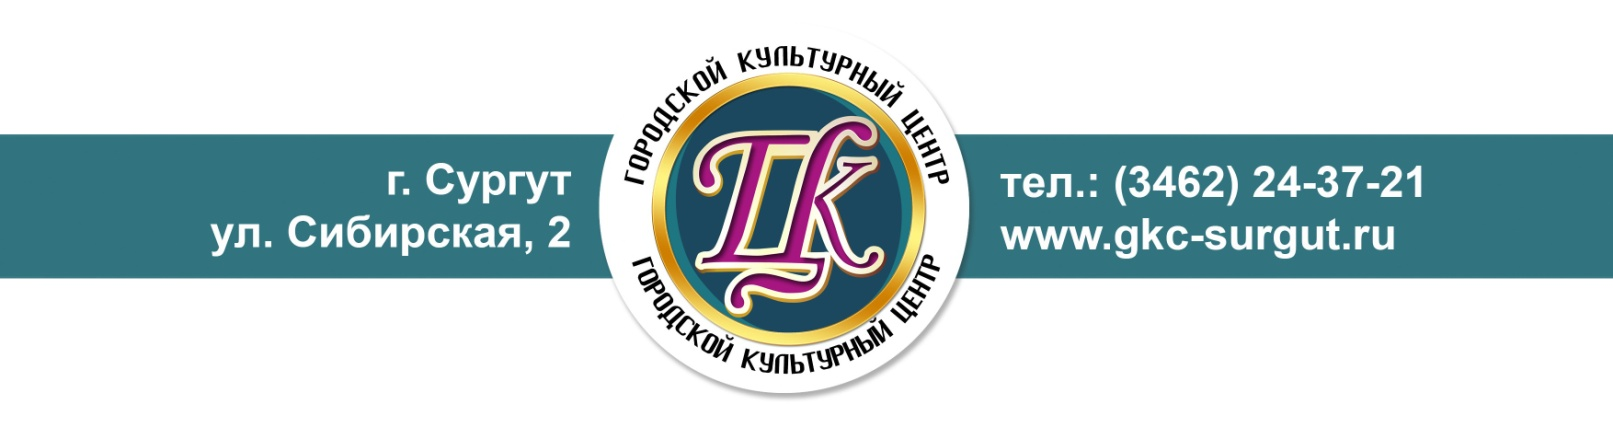 г. Сургут
ул. Сибирская, 2
ГОРОДСКОЙ КУЛЬТУРНЫЙ ЦЕНТР
ГЦК
ГОРОДСКОЙ КУЛЬТУРНЫЙ ЦЕНТР
тел.: (3462) 24-37-21
www.gkc-surgut.ru